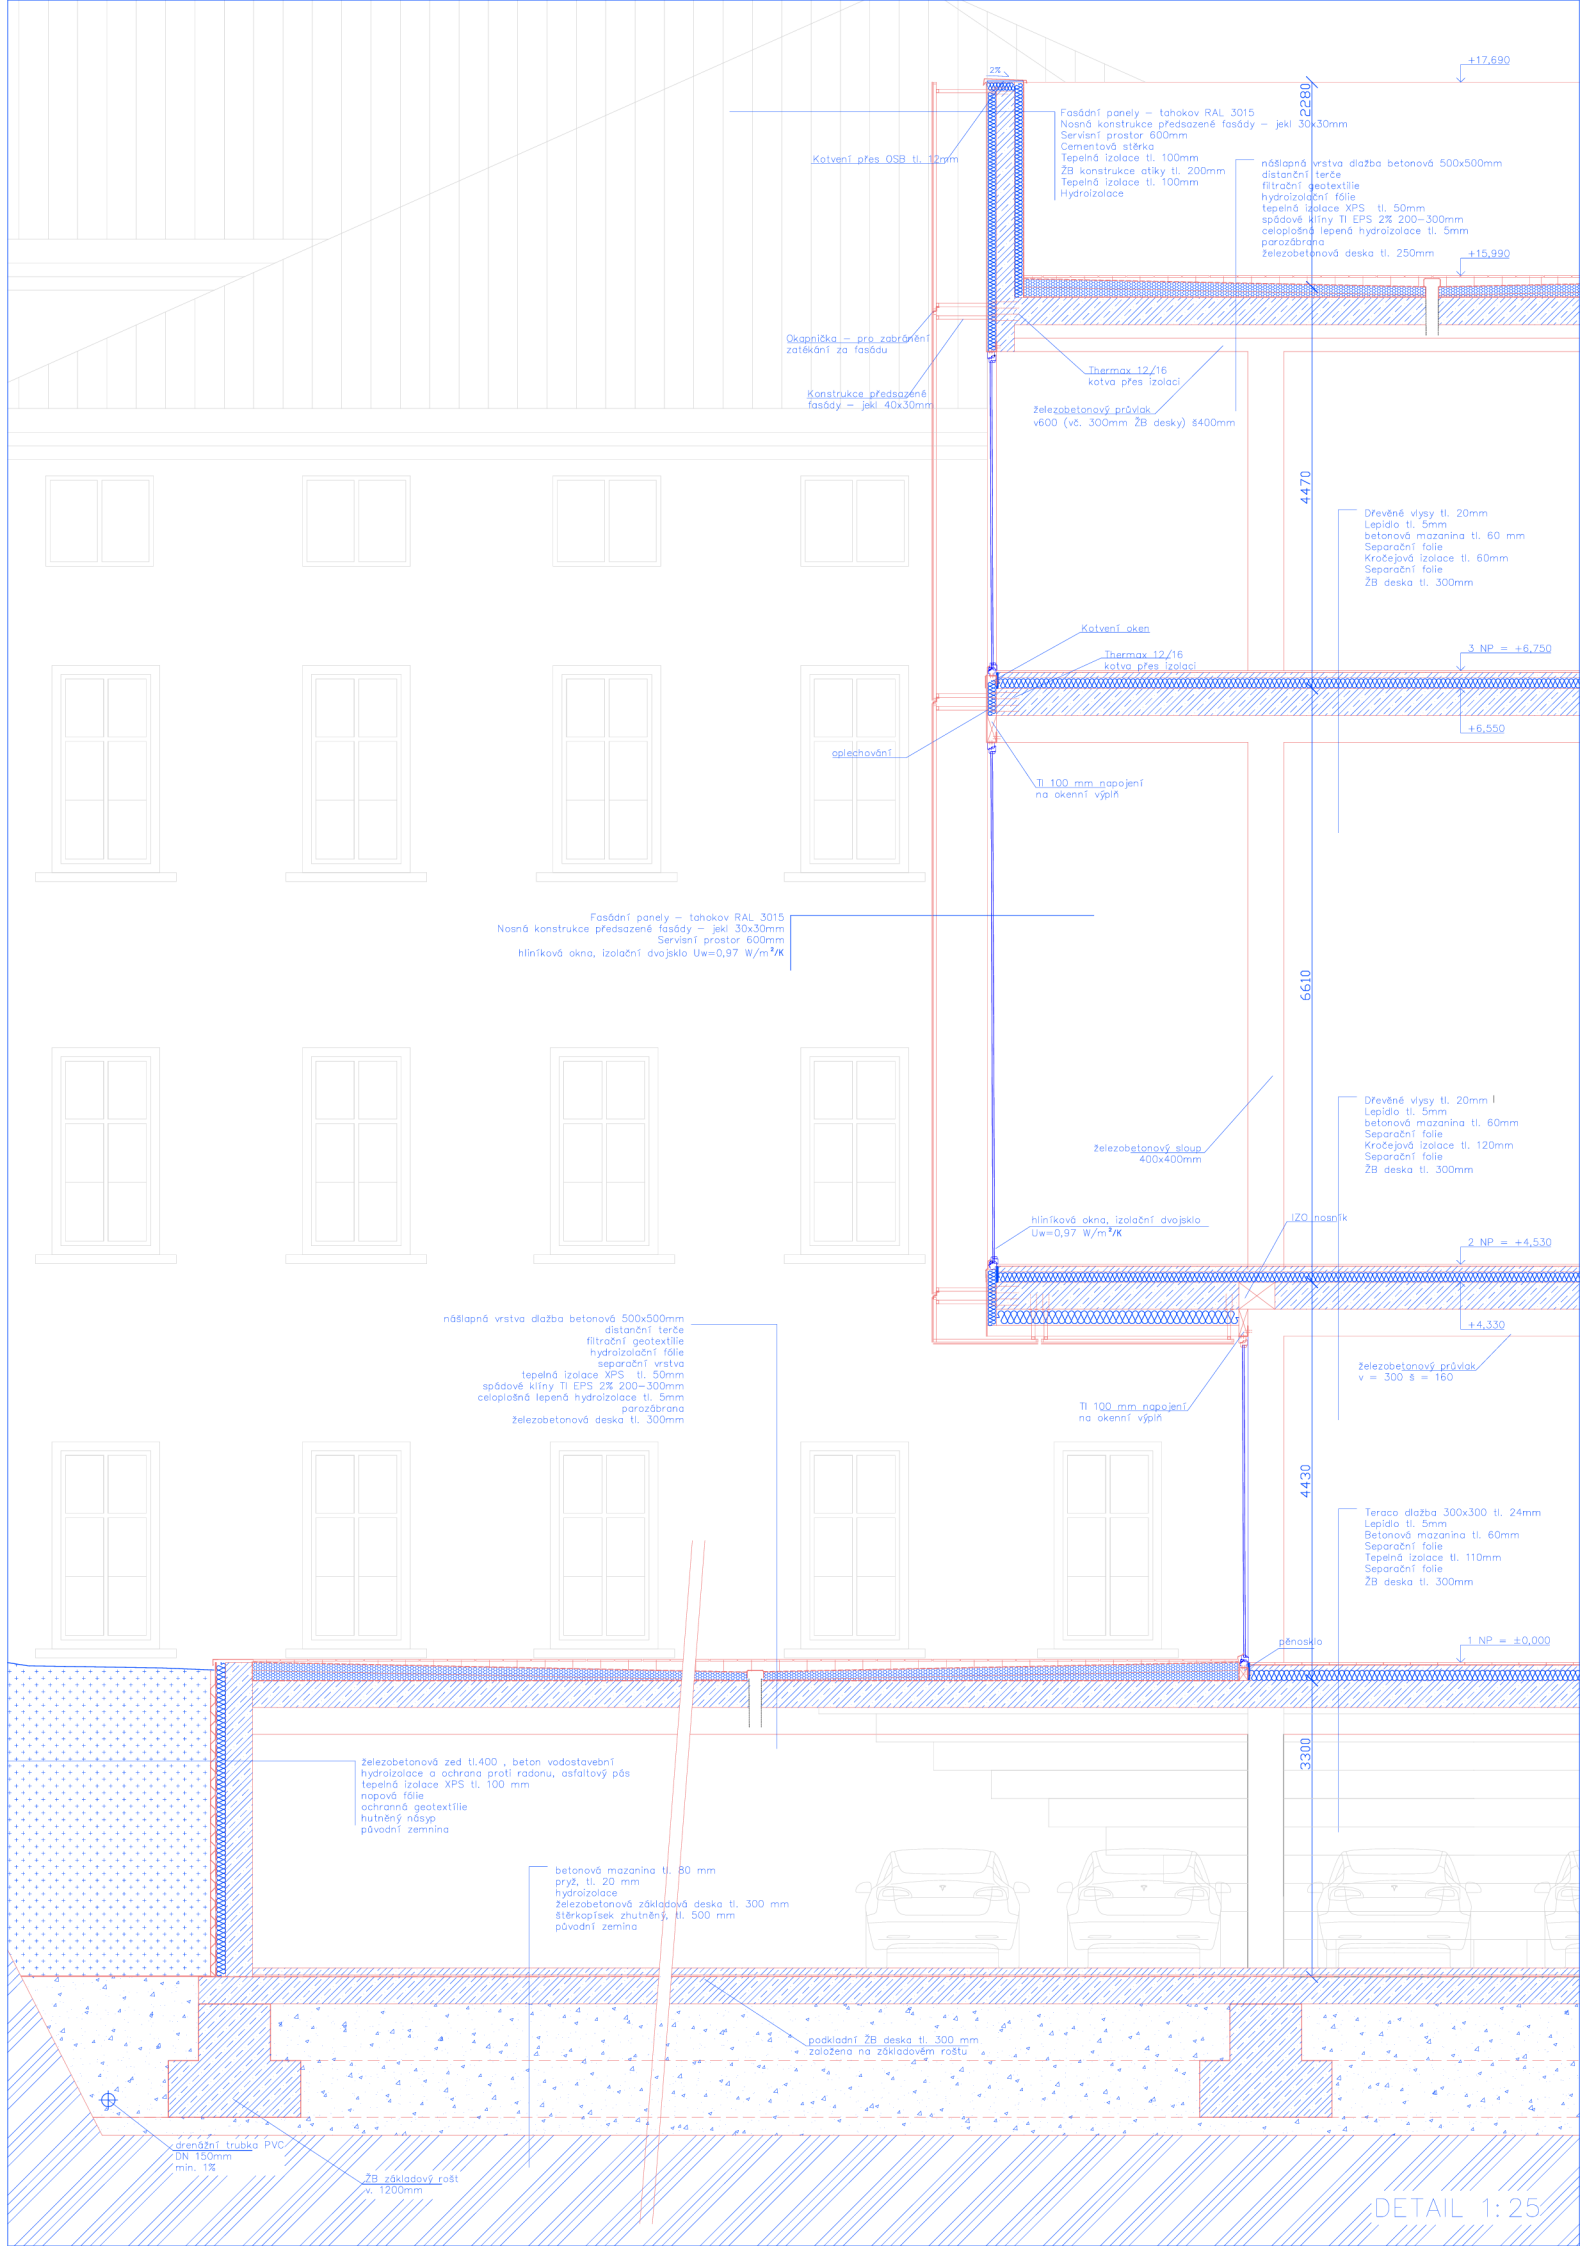 +17,690
2%
2280
Fasádní panely – tahokov RAL 3015
Nosná konstrukce předsazené fasády – jekl 30x30mm
Servisní prostor 600mm
Cementová stěrka
Tepelná izolace tl. 100mm
ŽB konstrukce atiky tl. 200mm
Tepelná izolace tl. 100mm
Hydroizolace
Kotvení přes OSB tl. 12mm
nášlapná vrstva dlažba betonová 500x500mm
distanční terče
filtrační geotextilie
hydroizolační fólie
tepelná izolace XPS tl. 50mm
spádové klíny TI EPS 2% 200–300mm
celoplošná lepená hydroizolace tl. 5mm
parozábrana
železobetonová deska tl. 250mm
+15,990
Okapnička – pro zabránění
zatékání za fasádu
Thermax 12/16
kotva přes izolaci
Konstrukce předsazené
fasády – jekl 40x30mm
železobetonový průvlak
v600 (vč. 300mm ŽB desky) š400mm
4470
Dřevěné vlysy tl. 20mm
Lepidlo tl. 5mm
betonová mazanina tl. 60 mm
Separační folie
Kročejová izolace tl. 60mm
Separační folie
ŽB deska tl. 300mm
Kotvení oken
Thermax 12/16
kotva přes izolaci
3 NP = +6,750
+6,550
oplechování
TI 100 mm napojení
na okenní výplň
Fasádní panely – tahokov RAL 3015
Nosná konstrukce předsazené fasády – jekl 30x30mm
Servisní prostor 600mm
hliníková okna, izolační dvojsklo Uw=0,97 W/m²/K
6610
Dřevěné vlysy tl. 20mm l
Lepidlo tl. 5mm
betonová mazanina tl. 60mm
Separační folie
Kročejová izolace tl. 120mm
Separační folie
ŽB deska tl. 300mm
železobetonový sloup
400x400mm
hliníková okna, izolační dvojsklo
Uw=0,97 W/m²/K
IZO nosník
2 NP = +4,530
+4,330
nášlapná vrstva dlažba betonová 500x500mm
distanční terče
filtrační geotextilie
hydroizolační fólie
separační vrstva
tepelná izolace XPS tl. 50mm
spádové klíny TI EPS 2% 200–300mm
celoplošná lepená hydroizolace tl. 5mm
parozábrana
železobetonová deska tl. 300mm
železobetonový průvlak
v = 300 š = 160
TI 100 mm napojení
na okenní výplň
4430
Teraco dlažba 300x300 tl. 24mm
Lepidlo tl. 5mm
Betonová mazanina tl. 60mm
Separační folie
Tepelná izolace tl. 110mm
Separační folie
ŽB deska tl. 300mm
pěnosklo
1 NP = ±0,000
3300
železobetonová zed tl.400 , beton vodostavební
hydroizolace a ochrana proti radonu, asfaltový pás
tepelná izolace XPS tl. 100 mm
nopová fólie
ochranná geotextílie
hutněný násyp
původní zemnina
betonová mazanina tl. 80 mm
pryž, tl. 20 mm
hydroizolace
železobetonová základová deska tl. 300 mm
štěrkopísek zhutněný, tl. 500 mm
původní zemina
podkladní ŽB deska tl. 300 mm
založena na základovém roštu
drenážní trubka PVC
DN 150mm
min. 1%
ŽB základový rošt
v. 1200mm
DETAIL 1:25